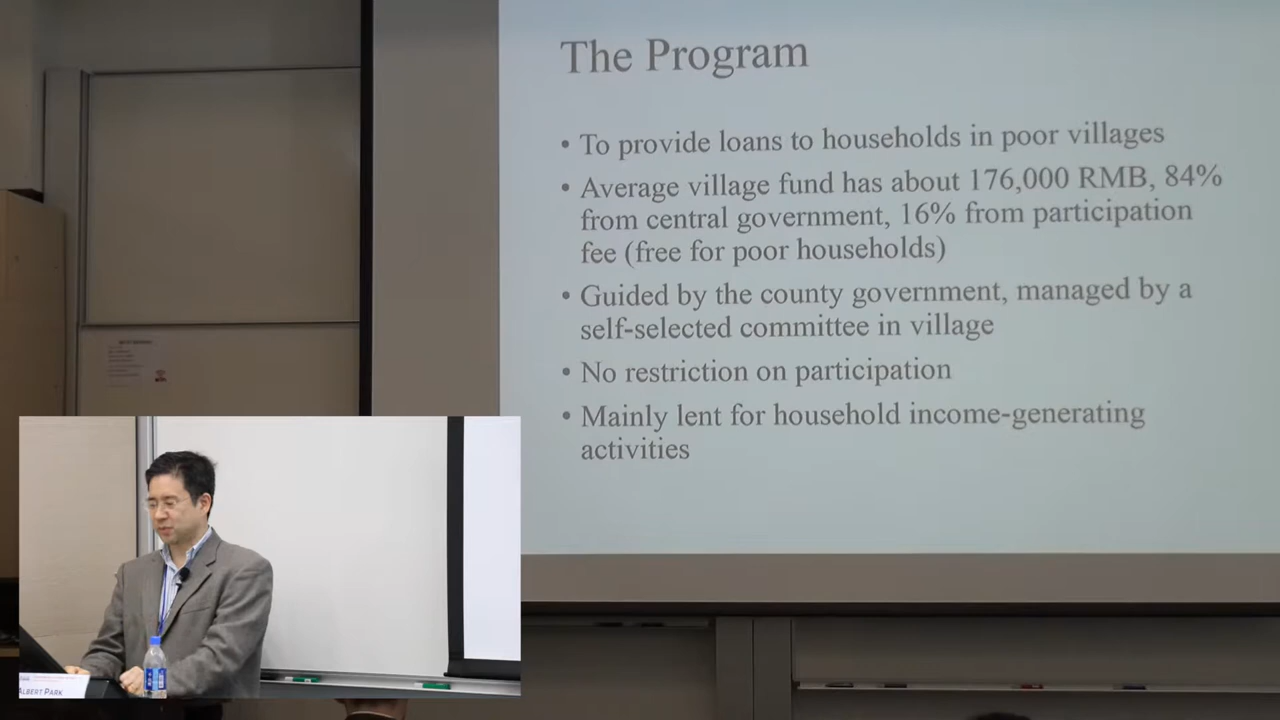 The Program
• To provide loans to households in poor villages
• Average village fund has about 176,000 RMB, 84%
from central government, 16% from participation
fee (free for poor households)
• Guided by the county government, managed by a
self-selected committee in village
• No restriction on participation
• Mainly lent for household income-generating
activities
ALBERT PARK